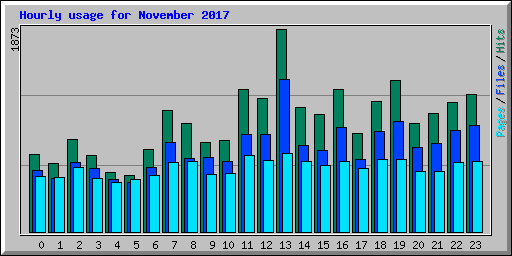 Hourly usage for November 2017
1873
Pages/Files/Hits
0 1 2 3 4 5 6 7 8 9 10 11 12 13 14 15 16 17 18 19 20 21 22 23